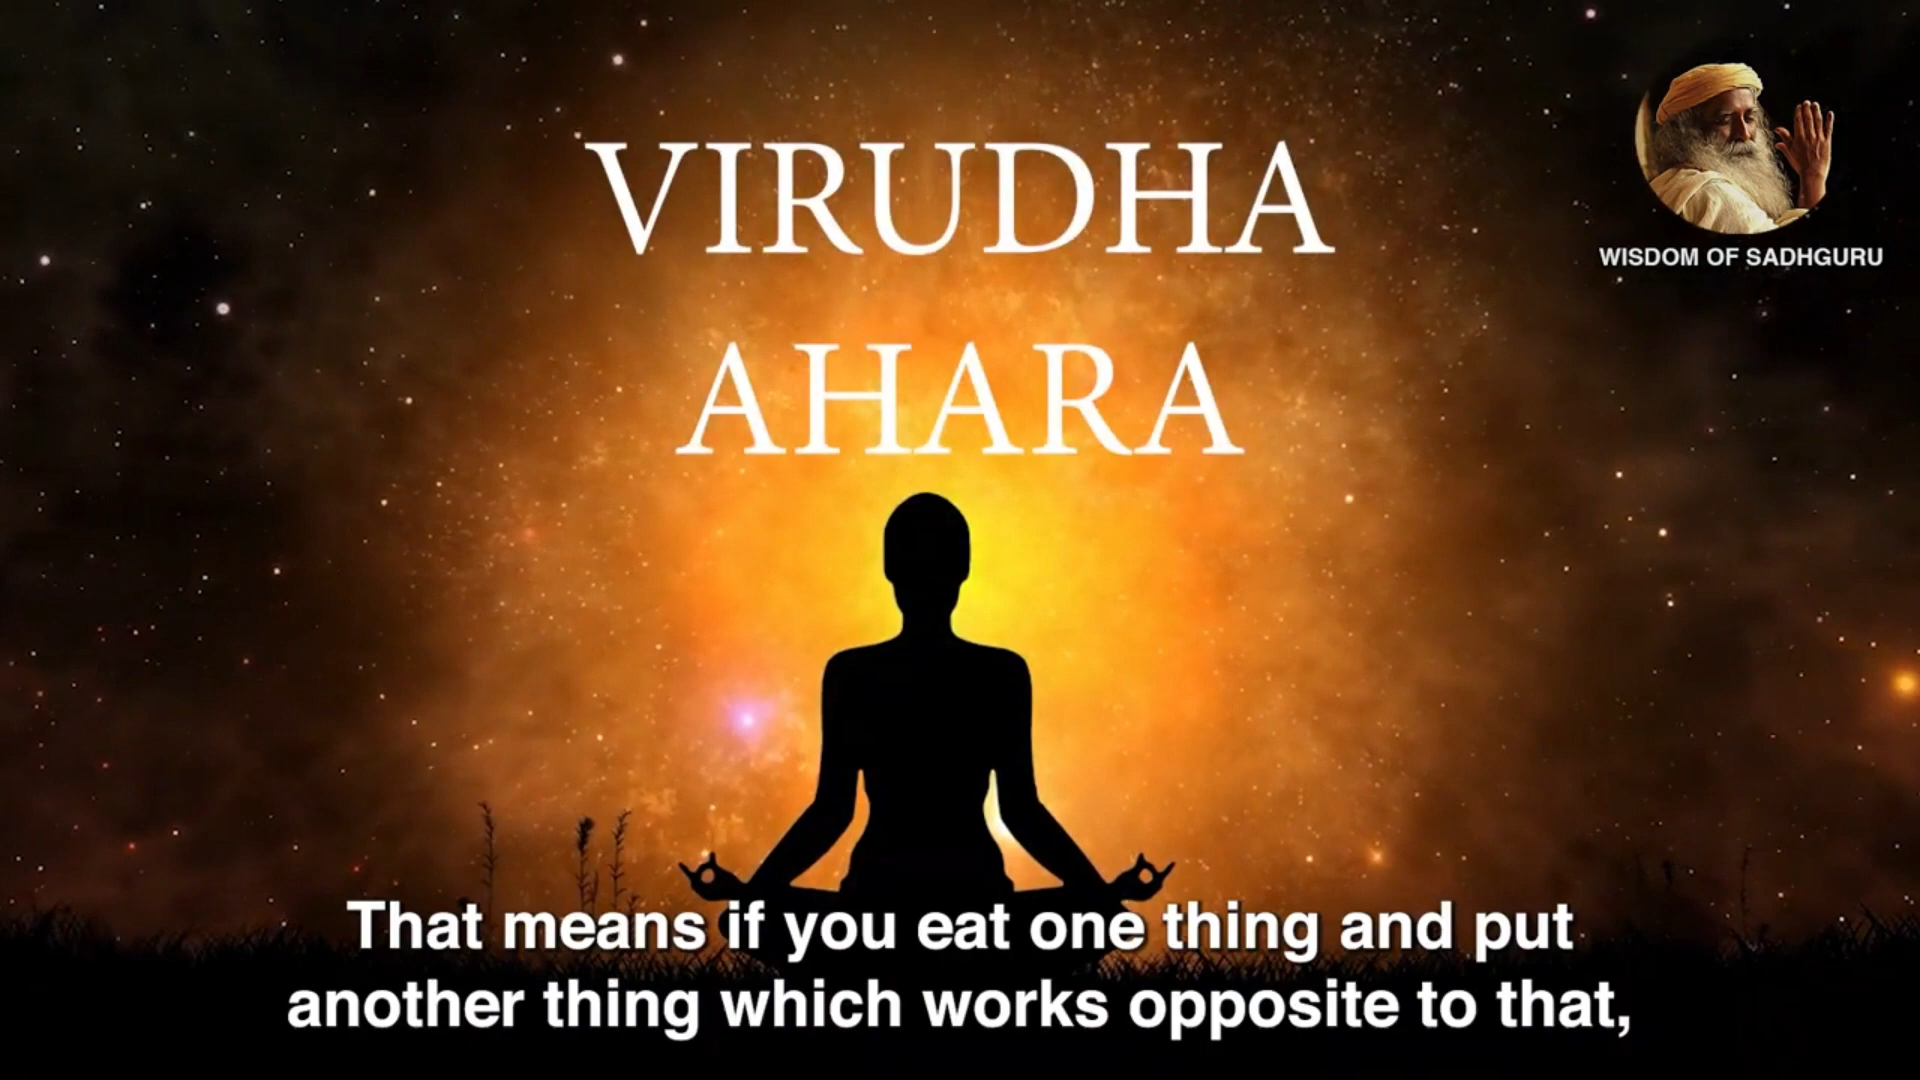 VIRUDHA
AHARA
WISDOM OF SADHGURU
That means if you eat one thing and put
another thing which works opposite to that,